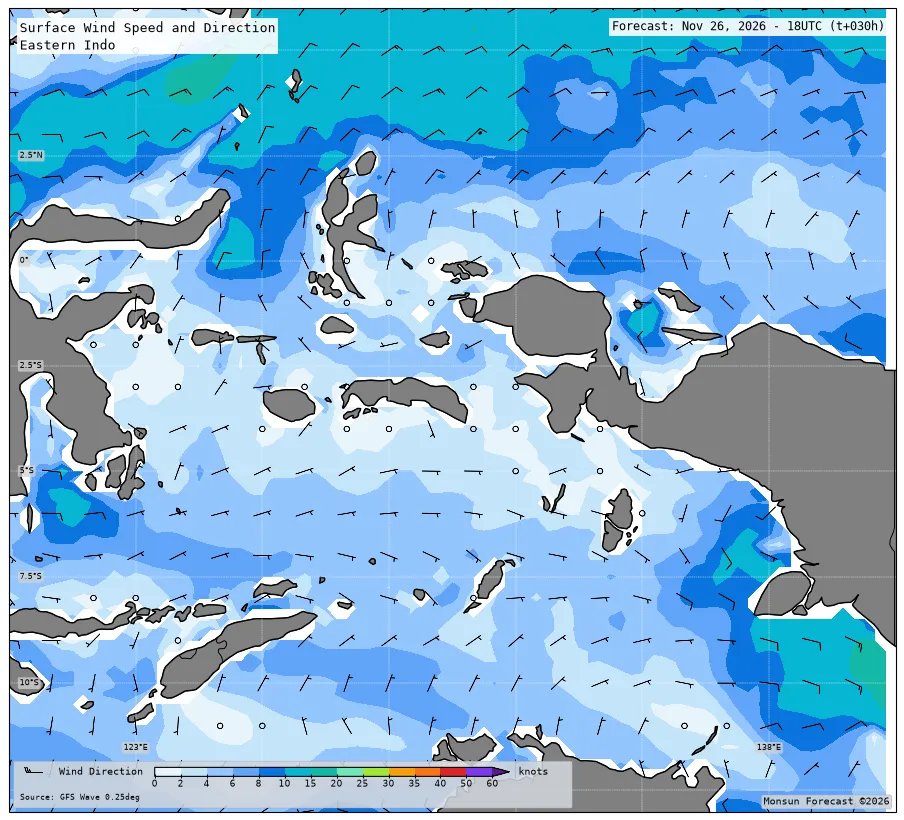 Surface Wind Speed and Direction
Eastern Indo
Forecast: Nov 26, 2026 - 18UTC (t+030h)
2.5°N
0°
2.5°S
5°S
7.5°S
10°S
123°E
138°E
Wind Direction
knots
0 2 4 6 8 10 15 20 25 30 35 40 50 60
Source: GFS Wave 0.25deg
Monsun Forecast ©2026